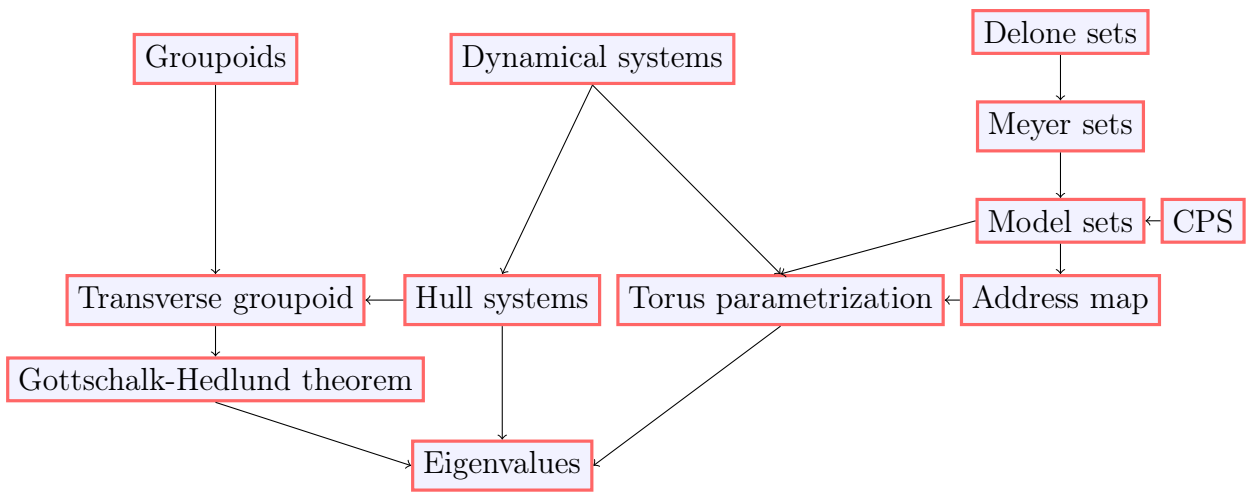 Delone sets
Groupoids
Dynamical systems
Meyer sets
Model sets
CPS
Transverse groupoid
Hull systems
Torus parametrization
Address map
Gottschalk-Hedlund theorem
Eigenvalues